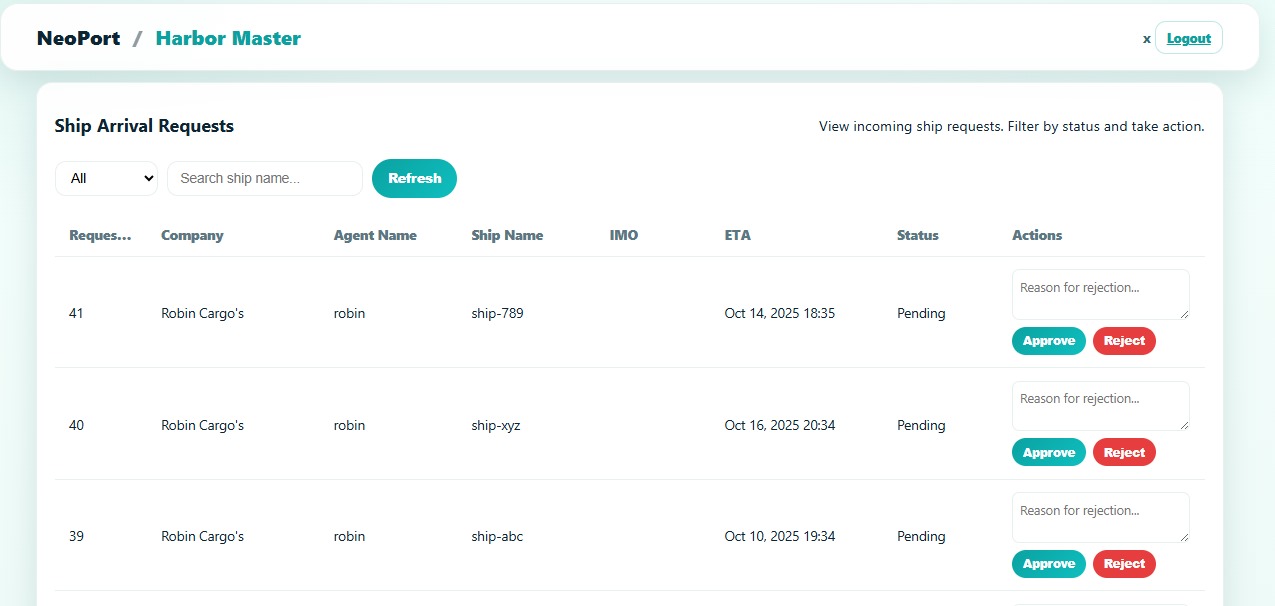 NeoPort / Harbor Master x Logout
Ship Arrival Requests View incoming ship requests. Filter by status and take action.
All Search ship name... Refresh
Reques... Company Agent Name Ship Name IMO ETA Status Actions
Reason for rejection...
41 Robin Cargo's robin ship-789 Oct 14, 2025 18:35 Pending
Approve Reject
Reason for rejection...
40 Robin Cargo's robin ship-xyz Oct 16, 2025 20:34 Pending
Approve Reject
Reason for rejection...
39 Robin Cargo's robin ship-abc Oct 10, 2025 19:34 Pending
Approve Reject